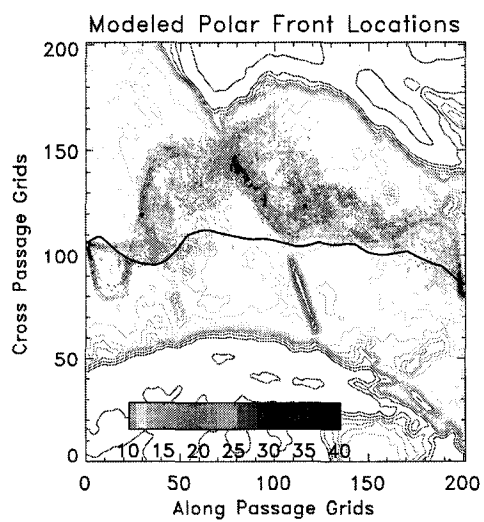 Modeled Polar Front Locations
200
150
100
50
0
Cross Passage Grids
10 15 20 25 30 35 40
0 50 100 150 200
Along Passage Grids